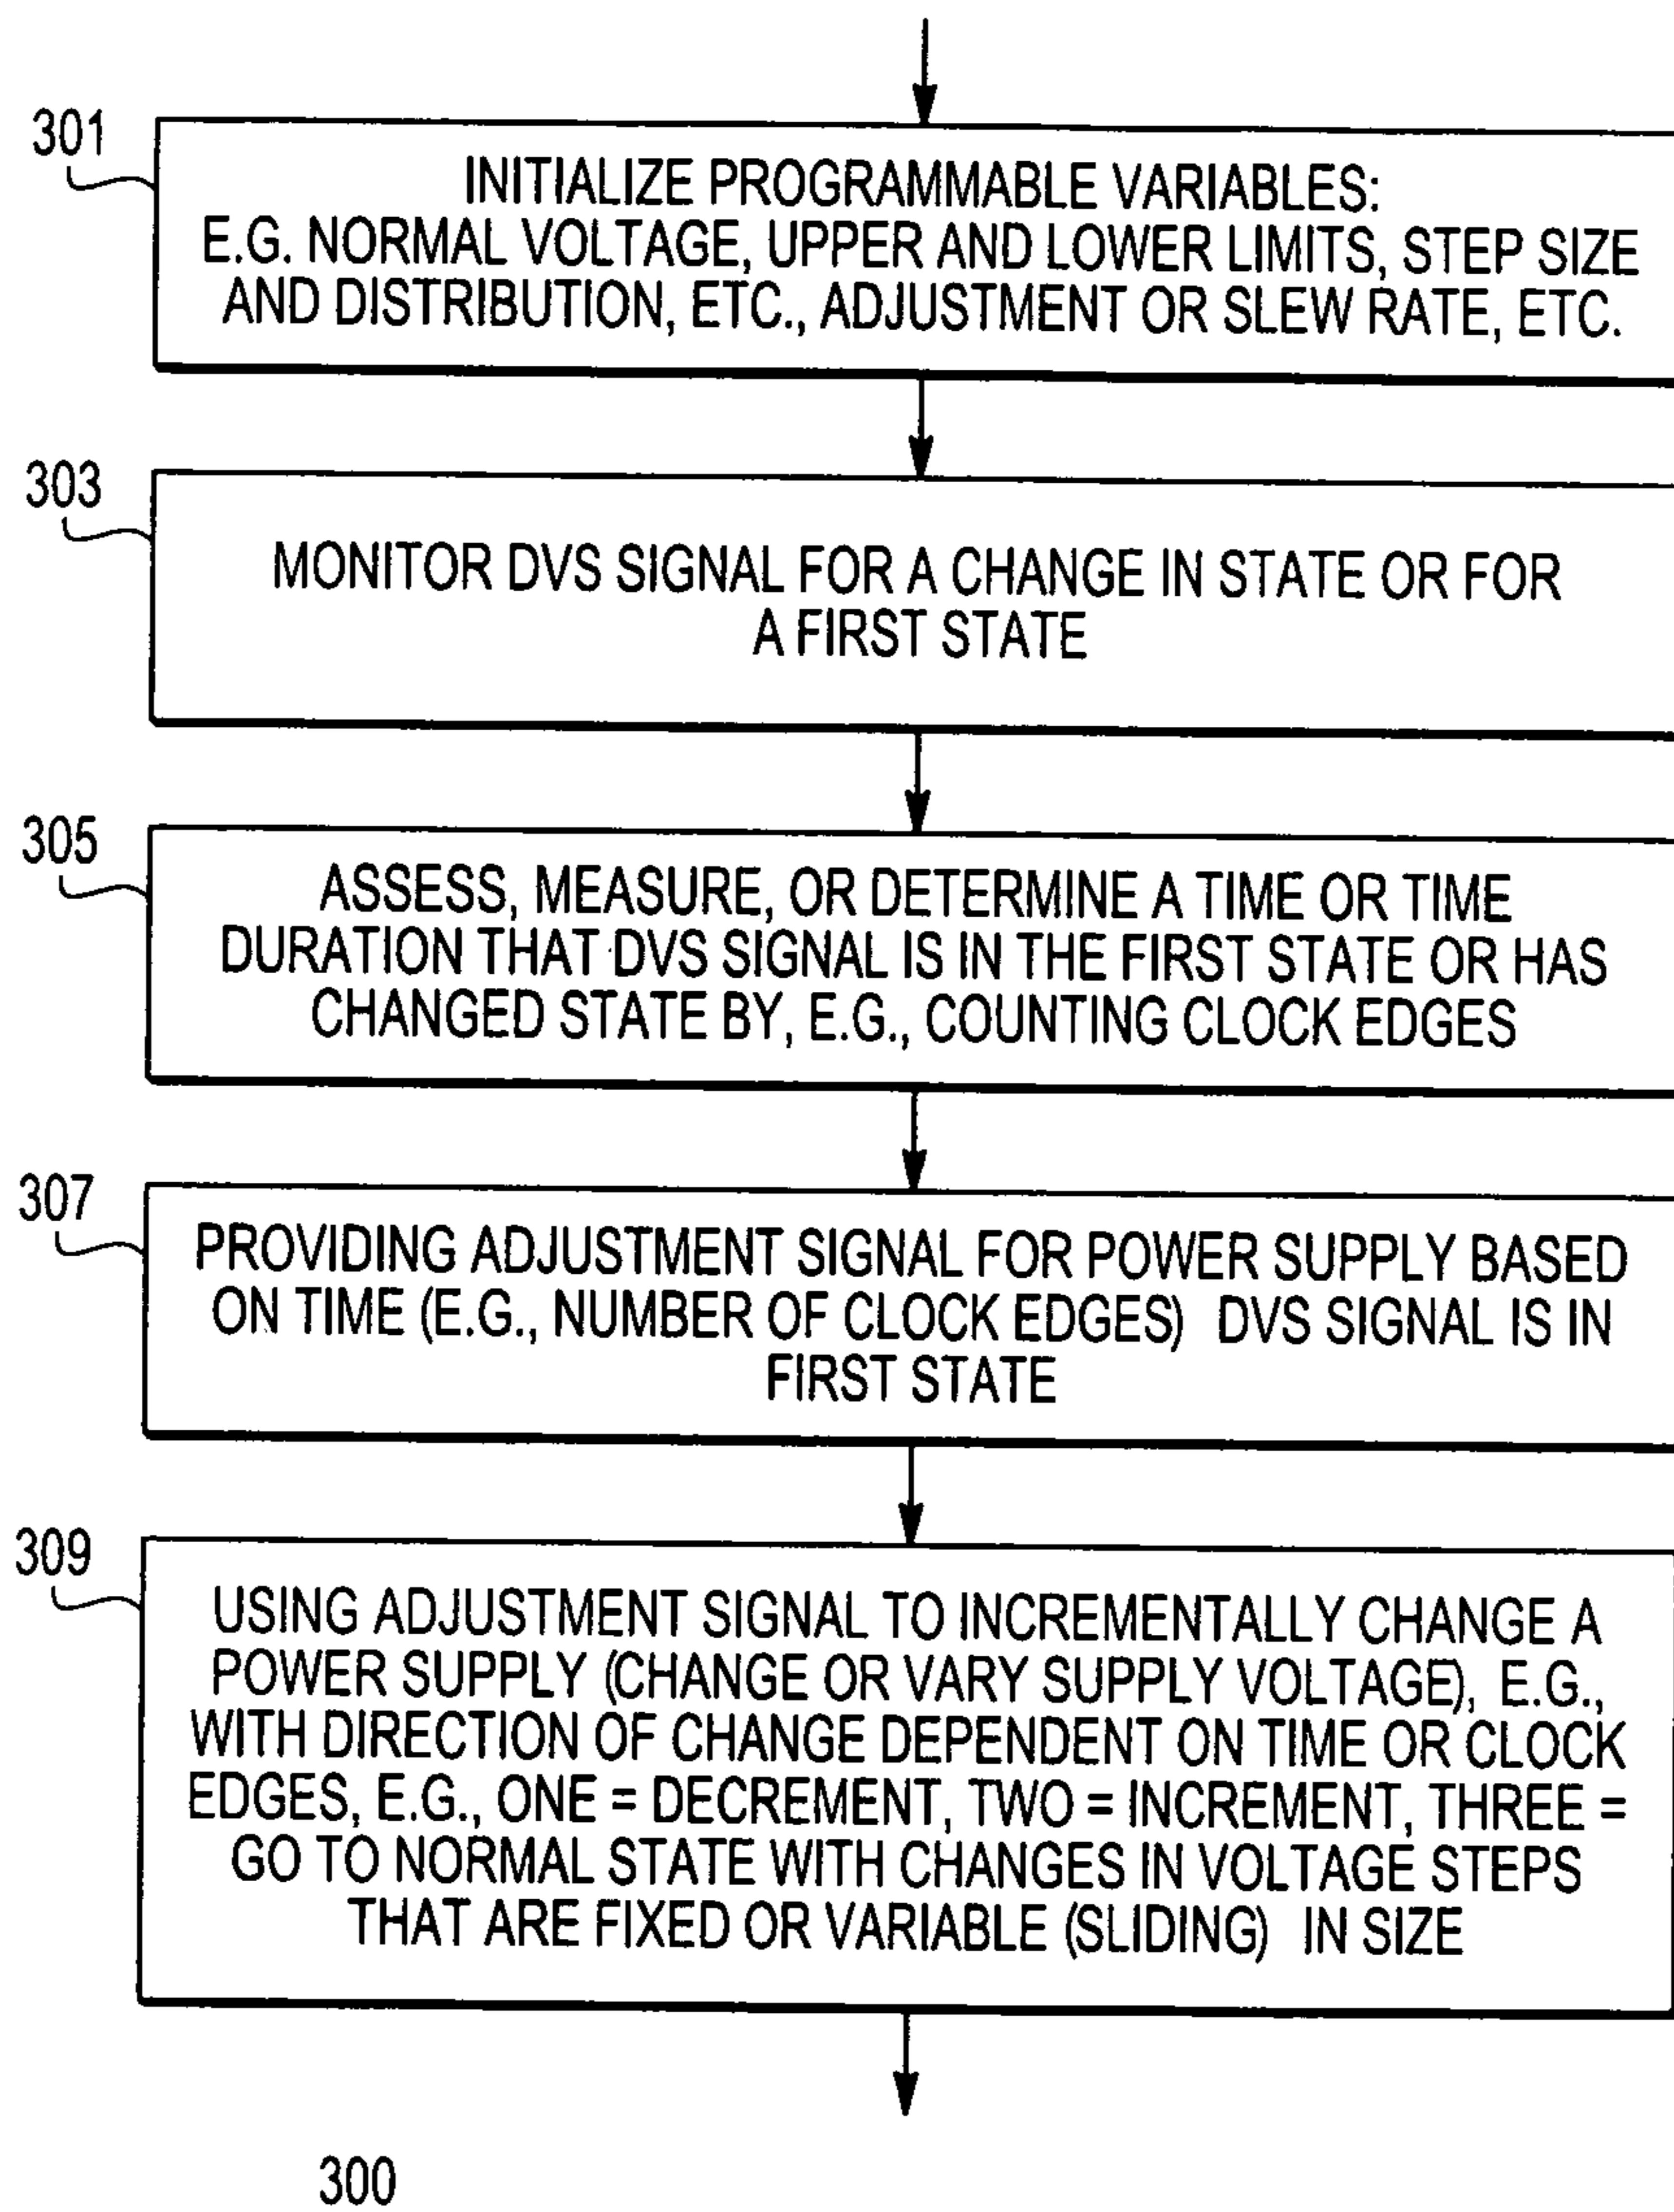 301
INITIALIZE PROGRAMMABLE VARIABLES:
E.G. NORMAL VOLTAGE, UPPER AND LOWER LIMITS, STEP SIZE
AND DISTRIBUTION, ETC., ADJUSTMENT OR SLEW RATE, ETC.
303
MONITOR DVS SIGNAL FOR A CHANGE IN STATE OR FOR
A FIRST STATE
305
ASSESS, MEASURE, OR DETERMINE A TIME OR TIME
DURATION THAT DVS SIGNAL IS IN THE FIRST STATE OR HAS
CHANGED STATE BY, E.G., COUNTING CLOCK EDGES
307
PROVIDING ADJUSTMENT SIGNAL FOR POWER SUPPLY BASED
ON TIME (E.G., NUMBER OF CLOCK EDGES) DVS SIGNAL IS IN
FIRST STATE
309
USING ADJUSTMENT SIGNAL TO INCREMENTALLY CHANGE A
POWER SUPPLY (CHANGE OR VARY SUPPLY VOLTAGE), E.G.,
WITH DIRECTION OF CHANGE DEPENDENT ON TIME OR CLOCK
EDGES, E.G., ONE = DECREMENT, TWO = INCREMENT, THREE =
GO TO NORMAL STATE WITH CHANGES IN VOLTAGE STEPS
THAT ARE FIXED OR VARIABLE (SLIDING) IN SIZE
300